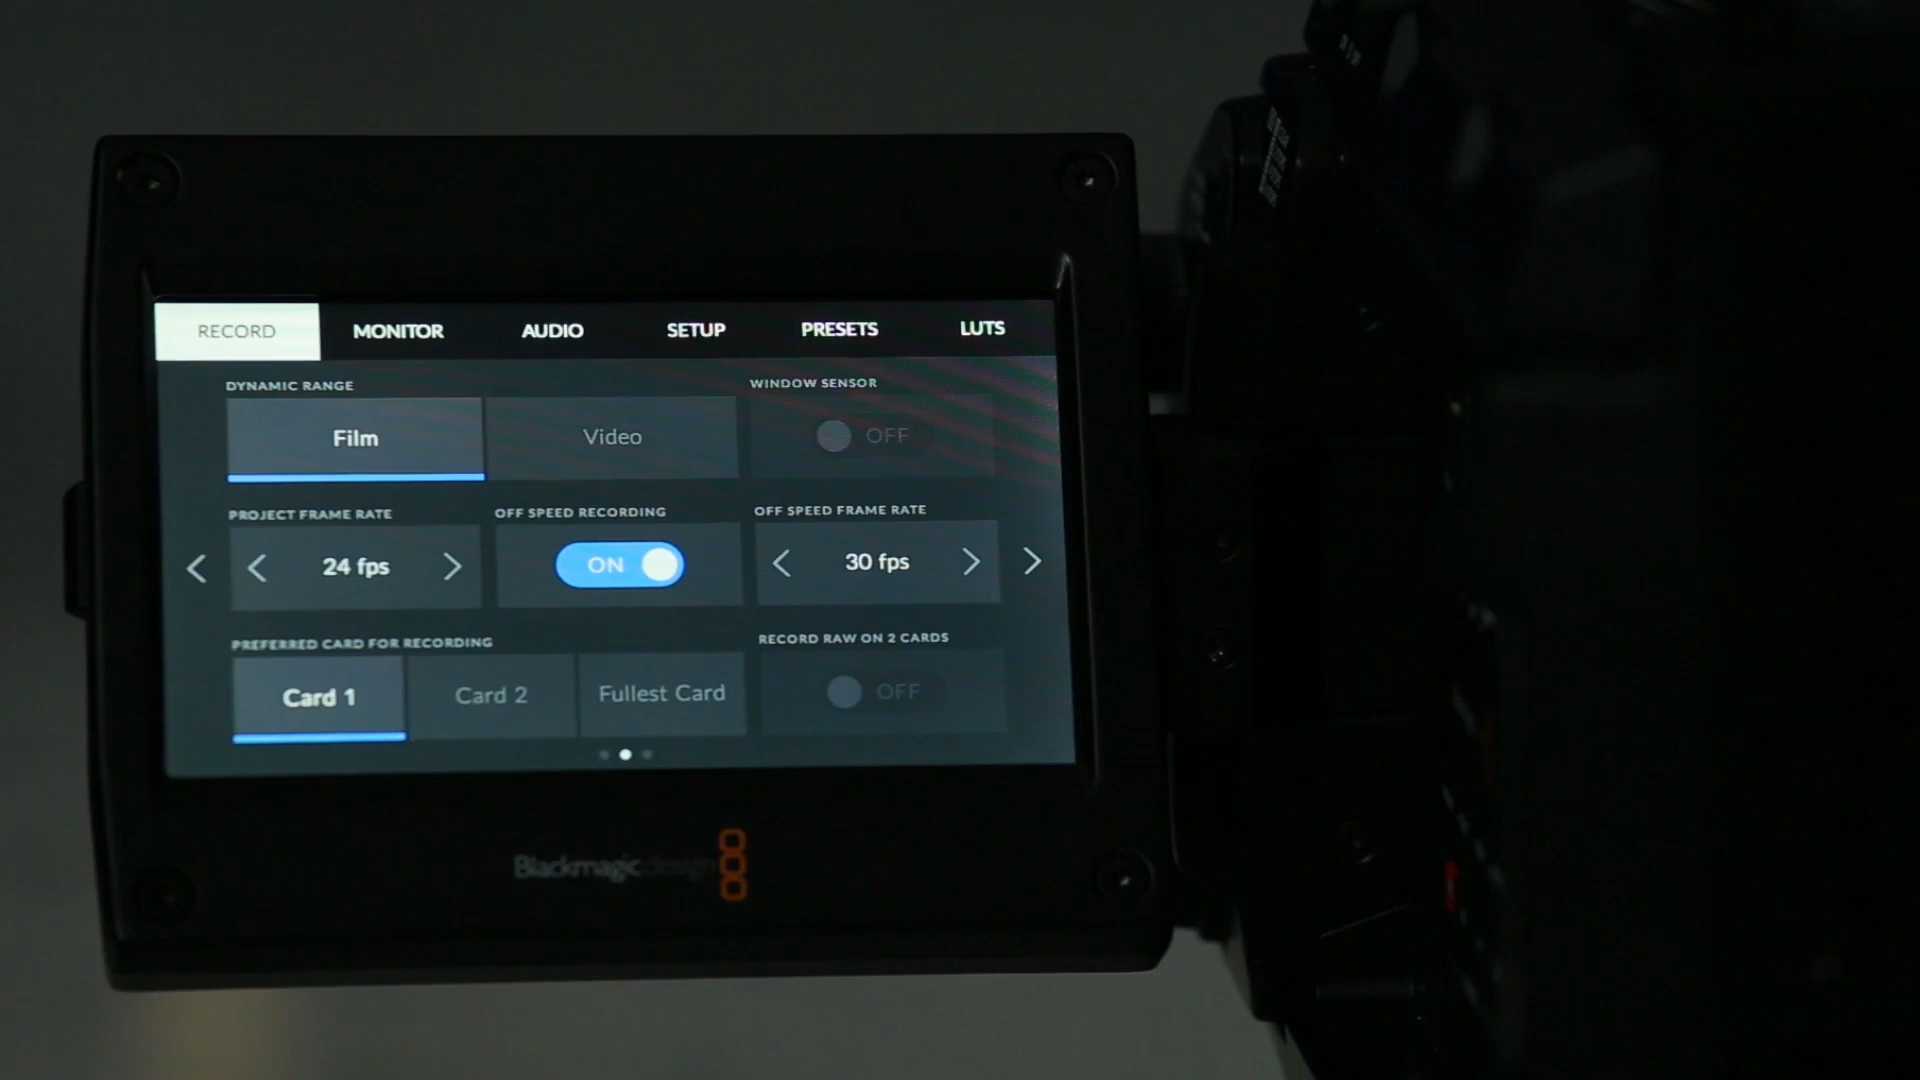 RECORD MONITOR AUDIO SETUP PRESETS LUTS
DYNAMIC RANGE WINDOW SENSOR
Film Video OFF
PROJECT FRAME RATE OFF SPEED RECORDING OFF SPEED FRAME RATE
24 fps ON 30 fps
PREFERRED CARD FOR RECORDING RECORD RAW ON 2 CARDS
Card 1 Card 2 Fullest Card OFF
Blackmagicdesign